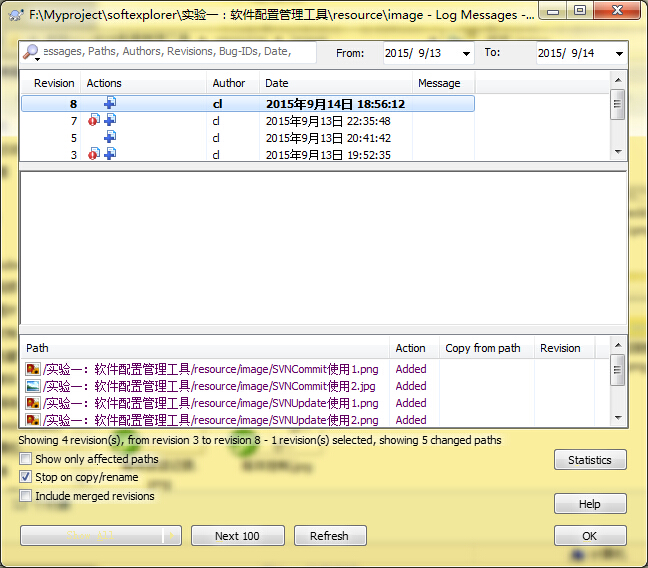 F:\Myproject\softexplorer\实验一：软件配置管理工具\resource\image - Log Messages -...
essages, Paths, Authors, Revisions, Bug-IDs, Date,
From: 2015/ 9/13 To: 2015/ 9/14
Revision Actions Author Date Message
8 cl 2015年9月14日 18:56:12
7 cl 2015年9月13日 22:35:48
5 cl 2015年9月13日 20:41:42
3 cl 2015年9月13日 19:52:35
Path Action Copy from path Revision
/实验一：软件配置管理工具/resource/image/SVNCommit使用1.png Added
/实验一：软件配置管理工具/resource/image/SVNCommit使用2.jpg Added
/实验一：软件配置管理工具/resource/image/SVNUpdate使用1.png Added
/实验一：软件配置管理工具/resource/image/SVNUpdate使用2.png Added
Showing 4 revision(s), from revision 3 to revision 8 - 1 revision(s) selected, showing 5 changed paths
Show only affected paths
Statistics
Stop on copy/rename
Include merged revisions
Help
Next 100
Refresh
OK